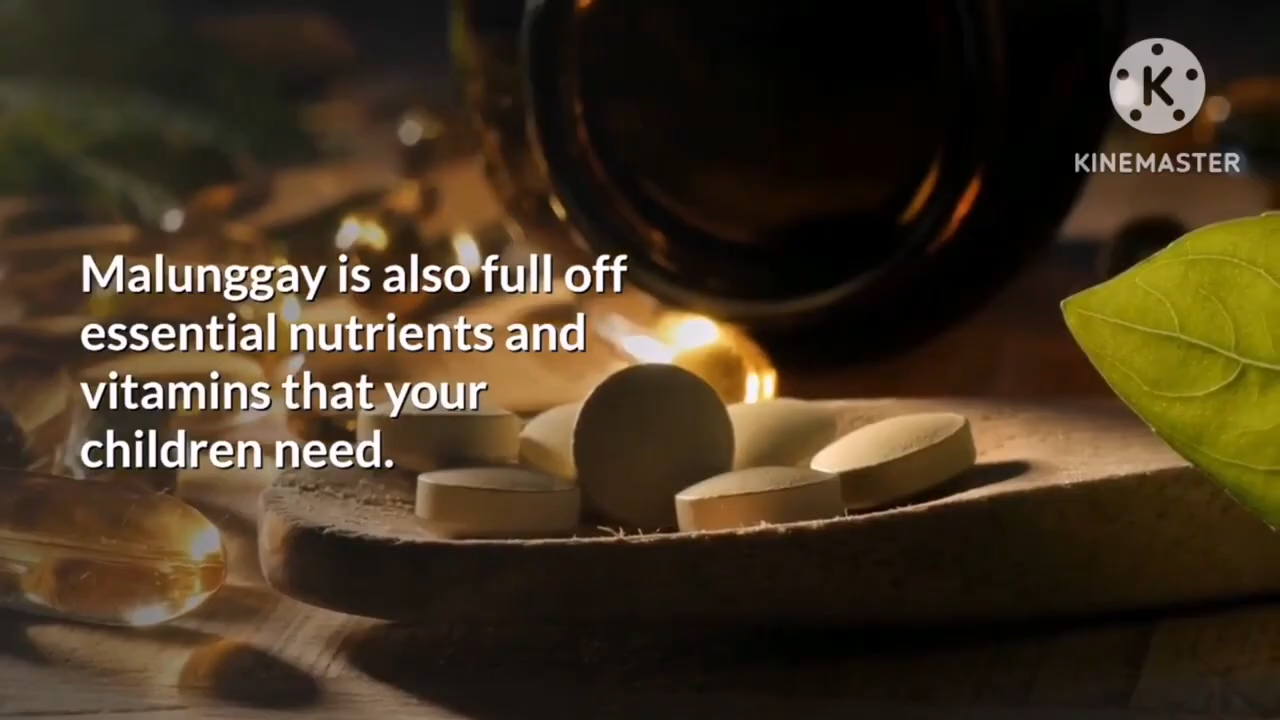 Malunggay is also full off
essential nutrients and
vitamins that your
children need.
K
KINEMASTER